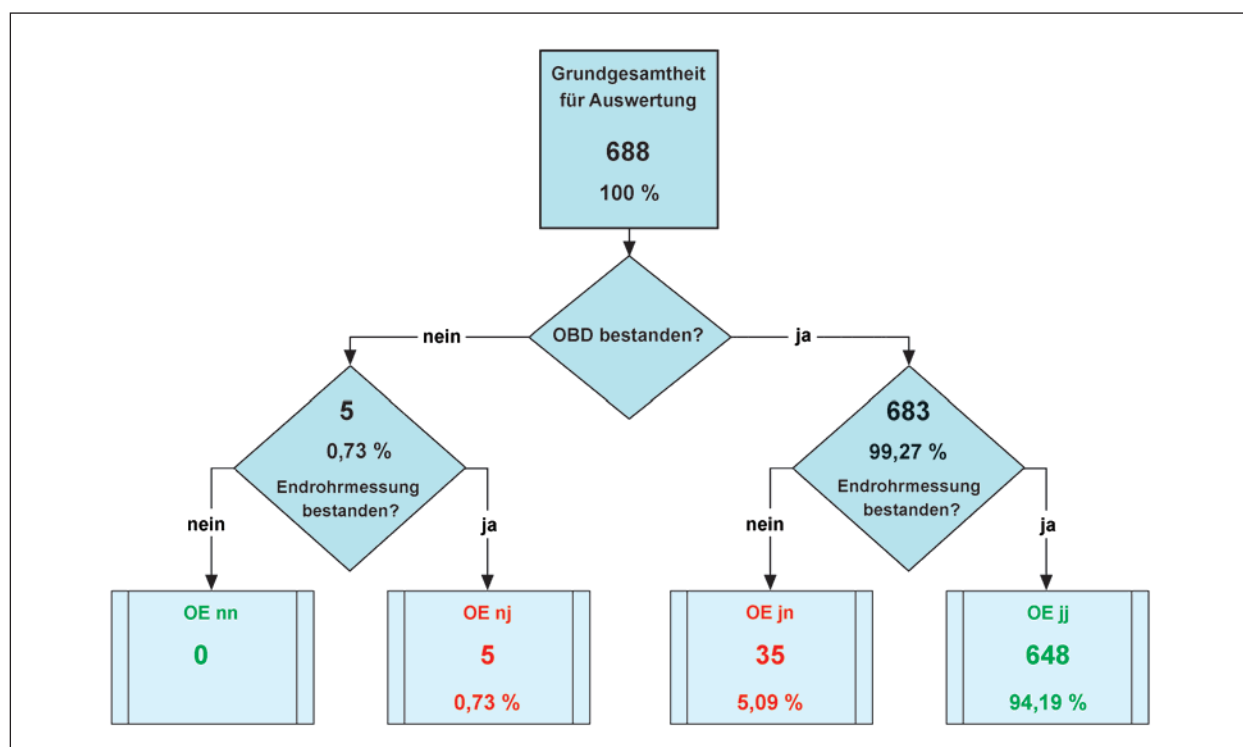 Grundgesamtheit
für Auswertung
688
100 %
OBD bestanden?
nein
ja
5
0,73 %
Endrohrmessung
bestanden?
683
99,27 %
Endrohrmessung
bestanden?
nein
ja
nein
ja
OE nn
0
OE nj
5
0,73 %
OE jn
35
5,09 %
OE jj
648
94,19 %